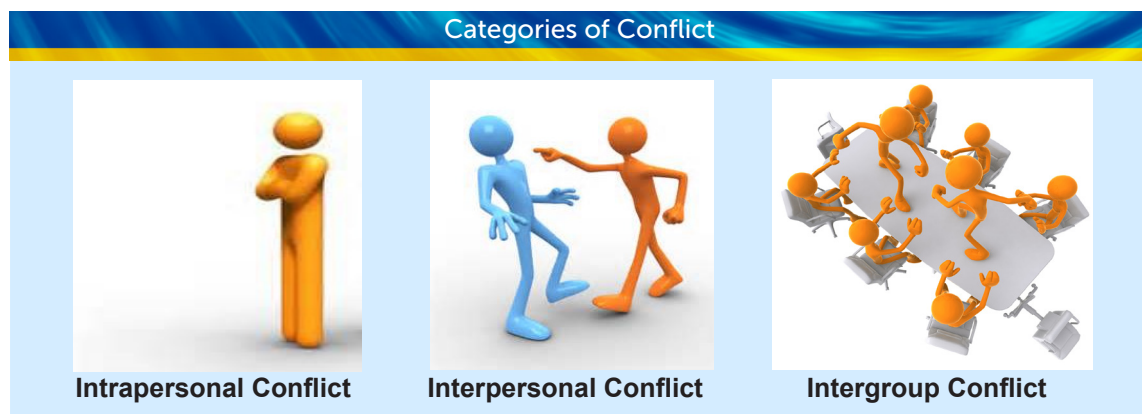 Categories of Conflict
Intrapersonal Conflict
Interpersonal Conflict
Intergroup Conflict